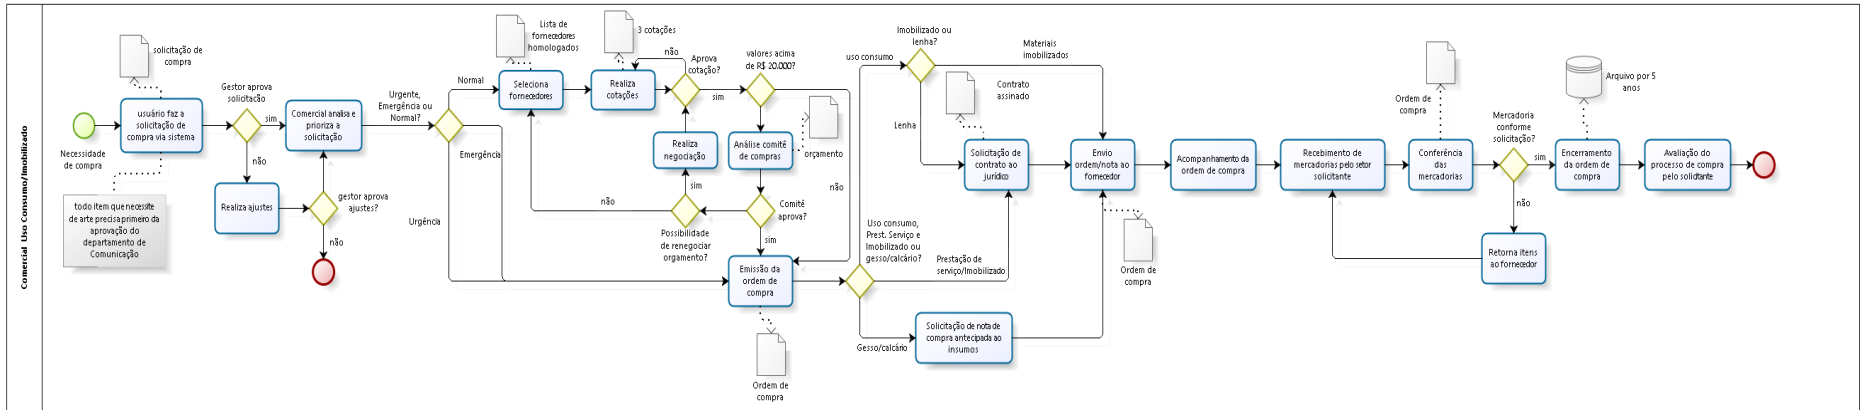 Comercial Uso Consumo/Imobilizado
Necessidade
de compra
solicitação de
compra
usuário faz a
solicitação de
compra via sistema
todo item que necessite
de arte precisa primeiro da
aprovação do
departamento de
Comunicação
Gestor aprova
solicitação
sim
não
Realiza ajustes
Comercial analisa e
prioriza a
solicitação
gestor aprova
ajustes?
não
Urgente,
Emergência ou
Normal?
Normal
Emergência
Urgência
Lista de
fornecedores
homologados
Seleciona
fornecedores
3 cotações
Realiza
cotações
não
Aprova
cotação?
sim
valores acima
de R$ 20.000?
Realiza
negociação
Análise comitê
de compras
orçamento
não
sim
não
Possibilidade
de renegociar
orgamento?
Comitê
aprova?
sim
Emissão da
ordem de
compra
Ordem de
compra
uso consumo
Imobilizado ou
lenha?
Materiais
imobilizados
Lenha
Contrato
assinado
Solicitação de
contrato ao
jurídico
Uso consumo,
Prest. Serviço e
Imobilizado ou
gesso/calcário?
Prestação de
serviço/Imobilizado
Gesso/calcário
Solicitação de nota de
compra antecipada ao
insumos
Envio
ordem/nota ao
fornecedor
Ordem de
compra
Acompanhamento da
ordem de compra
Recebimento de
mercadorias pelo setor
solicitante
Ordem de
compra
Conferência
das
mercadorias
Mercadoria
conforme
solicitação?
sim
não
Retorna itens
ao fornecedor
Arquivo por 5
anos
Encerramento
da ordem de
compra
Avaliação do
processo de compra
pelo solicitante